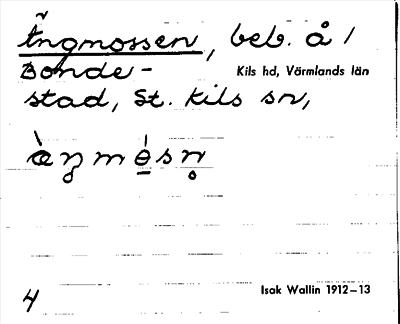 Ängmossen, beb. å /
Bonde- Kils hd, Värmlands län
stad, St. Kils sn,
4 Isak Wallin 1912–13